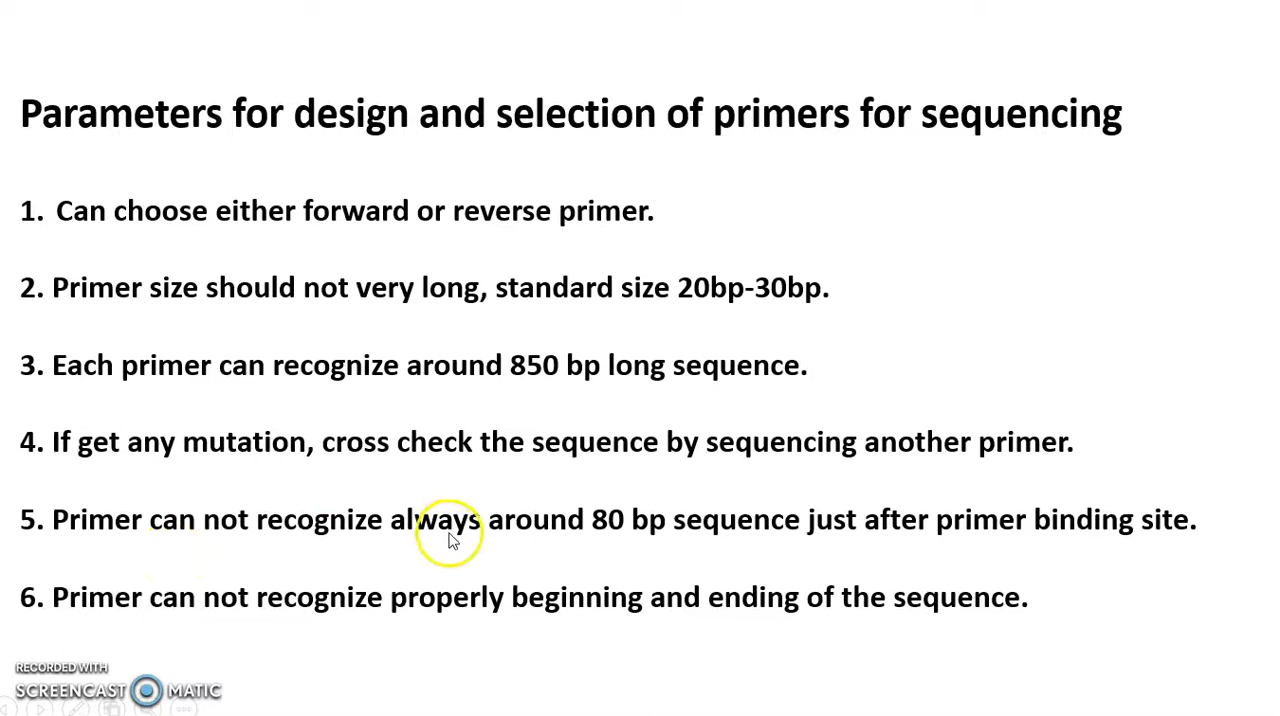 Parameters for design and selection of primers for sequencing
1. Can choose either forward or reverse primer.
2. Primer size should not very long, standard size 20bp-30bp.
3. Each primer can recognize around 850 bp long sequence.
4. If get any mutation, cross check the sequence by sequencing another primer.
5. Primer can not recognize always around 80 bp sequence just after primer binding site.
6. Primer can not recognize properly beginning and ending of the sequence.
RECORDED WITH
SCREENCAST MATIC